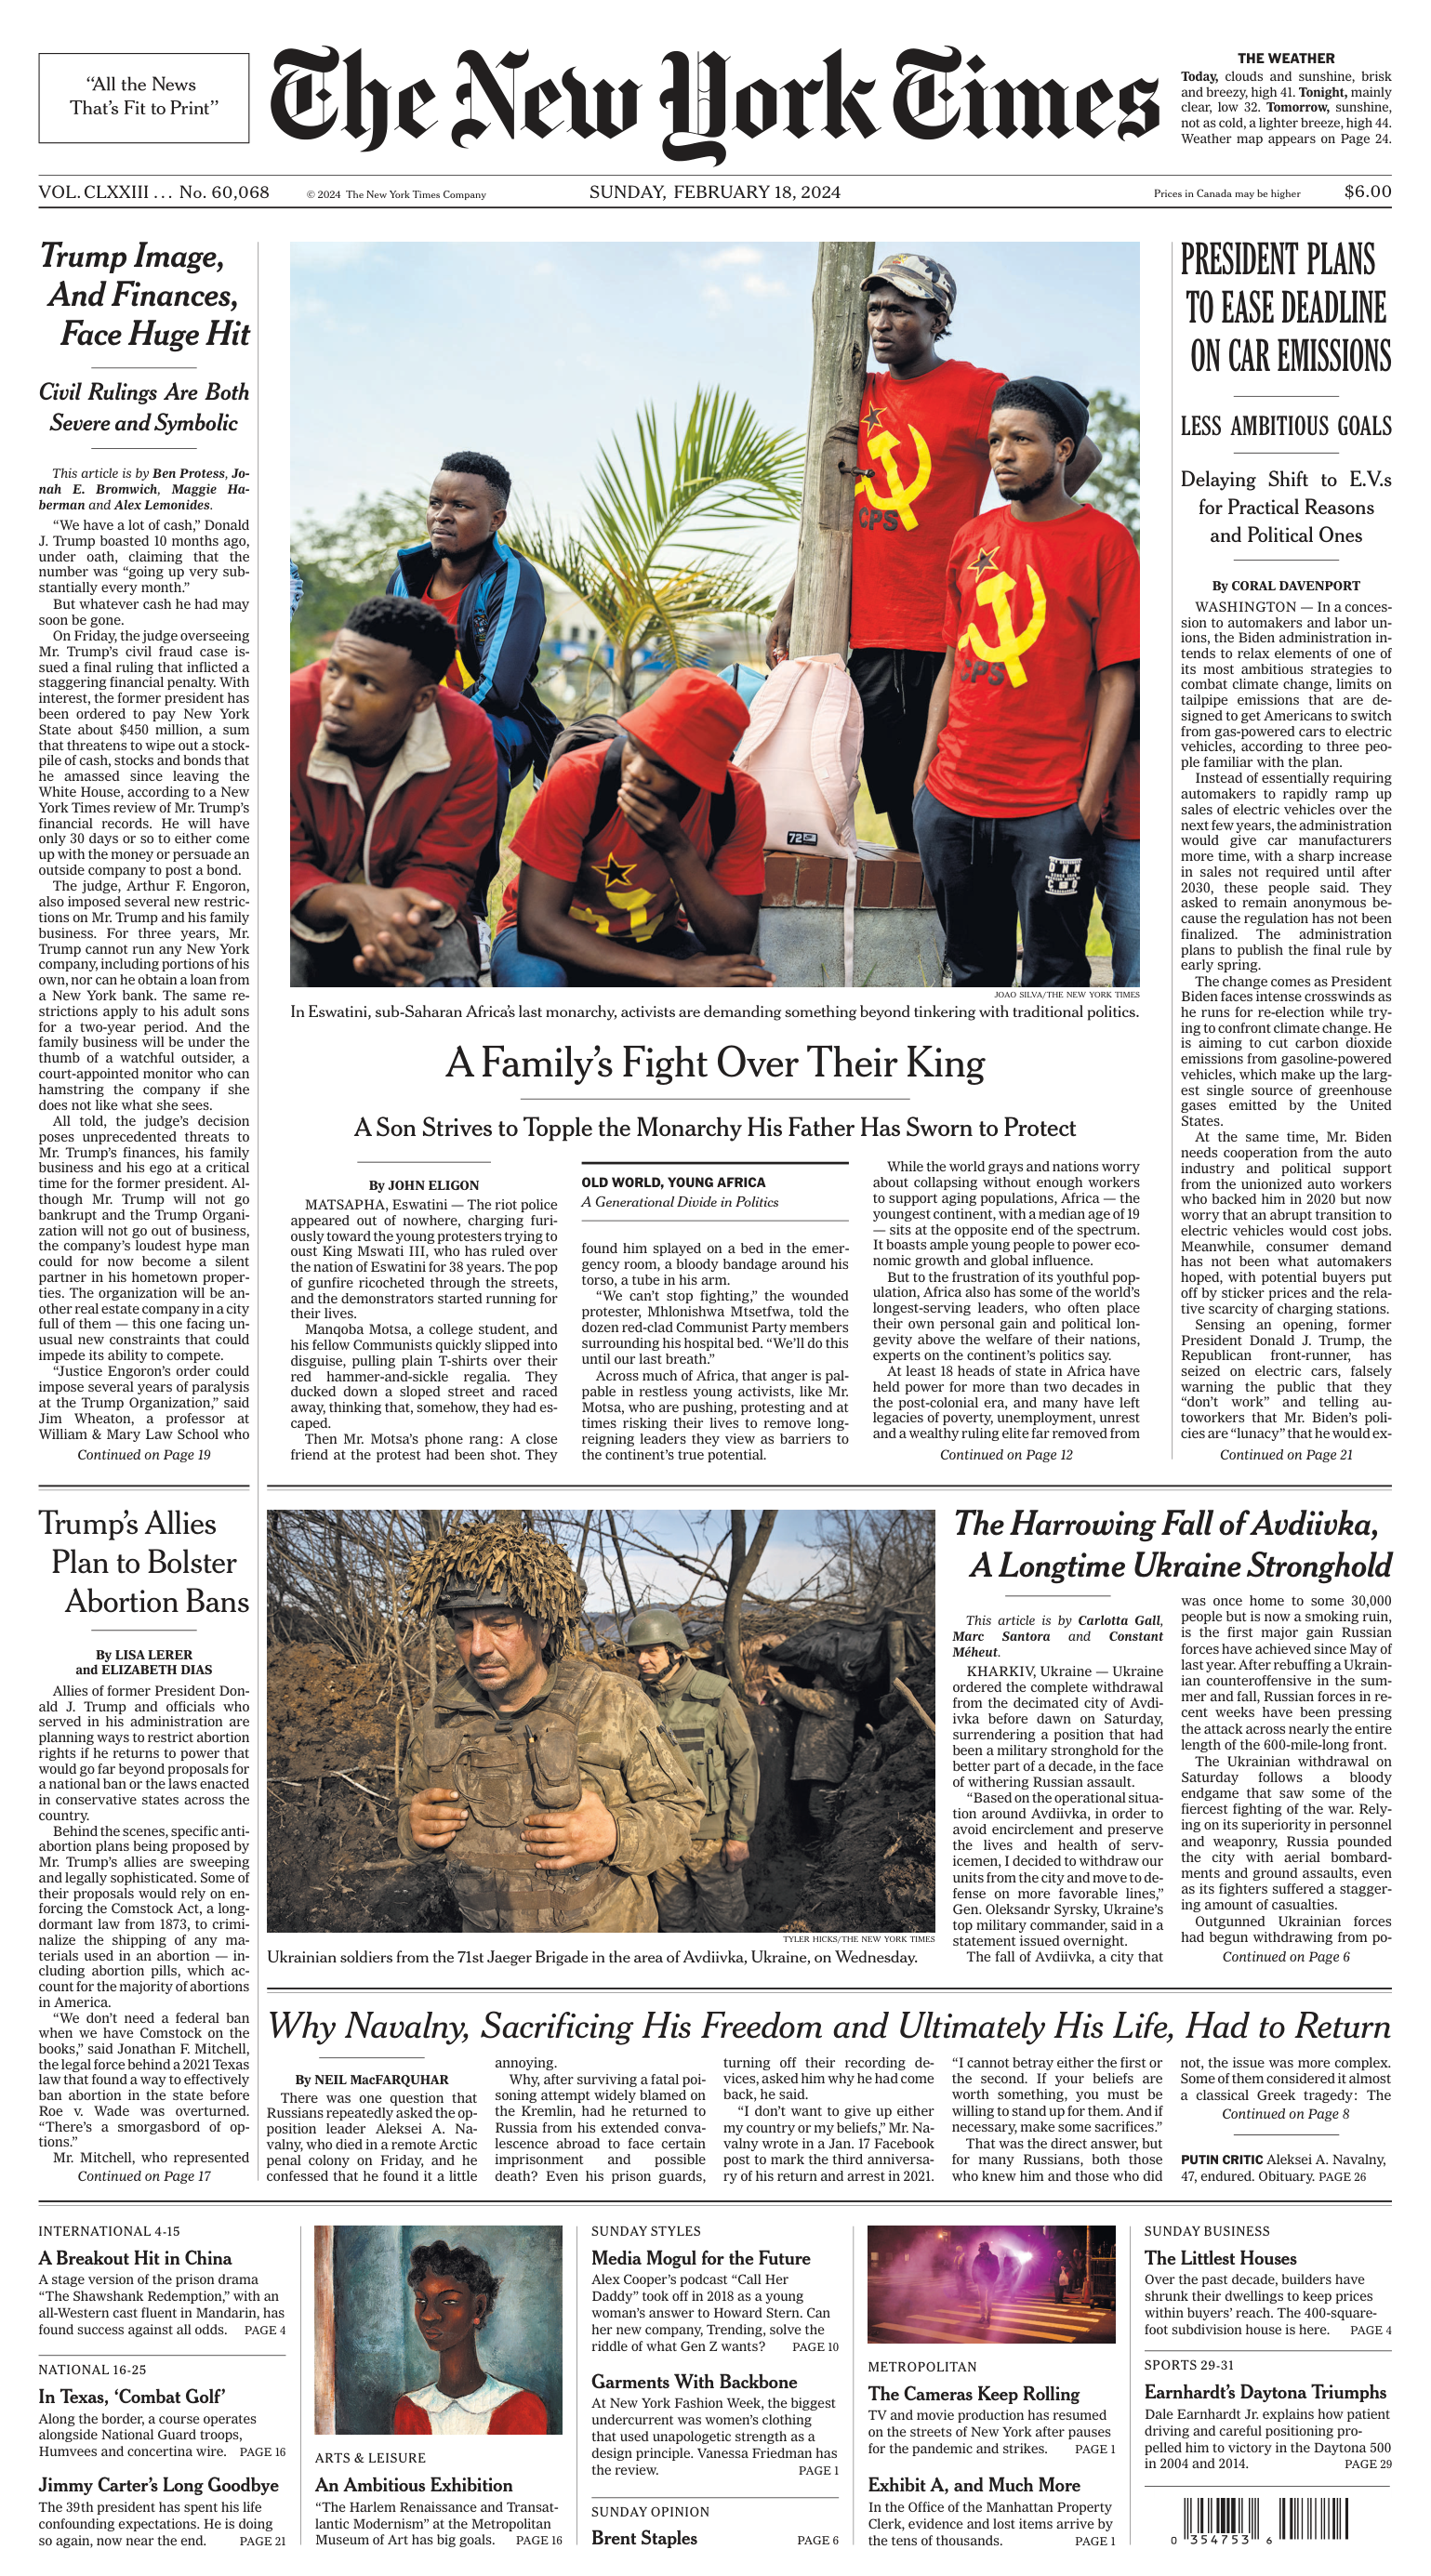 “All the News
That’s Fit to Print”
The New York Times
THE WEATHER
Today, clouds and sunshine, brisk
and breezy, high 41. Tonight, mainly
clear, low 32. Tomorrow, sunshine,
not as cold, a lighter breeze, high 44.
Weather map appears on Page 24.
VOL. CLXXIII . . . No. 60,068
© 2024 The New York Times Company
SUNDAY, FEBRUARY 18, 2024
Prices in Canada may be higher
$6.00
Trump Image,
And Finances,
Face Huge Hit
Civil Rulings Are Both
Severe and Symbolic
This article is by Ben Protess, Jo-
nah E. Bromwich, Maggie Ha-
berman and Alex Lemonides.
“We have a lot of cash,” Donald
J. Trump boasted 10 months ago,
under oath, claiming that the
number was “going up very sub-
stantially every month.”
But whatever cash he had may
soon be gone.
On Friday, the judge overseeing
Mr. Trump’s civil fraud case is-
sued a final ruling that inflicted a
staggering financial penalty. With
interest, the former president has
been ordered to pay New York
State about $450 million, a sum
that threatens to wipe out a stock-
pile of cash, stocks and bonds that
he amassed since leaving the
White House, according to a New
York Times review of Mr. Trump’s
financial records. He will have
only 30 days or so to either come
up with the money or persuade an
outside company to post a bond.
The judge, Arthur F. Engoron,
also imposed several new restric-
tions on Mr. Trump and his family
business. For three years, Mr.
Trump cannot run any New York
company, including portions of his
own, nor can he obtain a loan from
a New York bank. The same re-
strictions apply to his adult sons
for a two-year period. And the
family business will be under the
thumb of a watchful outsider, a
court-appointed monitor who can
hamstring the company if she
does not like what she sees.
All told, the judge’s decision
poses unprecedented threats to
Mr. Trump’s finances, his family
business and his ego at a critical
time for the former president. Al-
though Mr. Trump will not go
bankrupt and the Trump Organi-
zation will not go out of business,
the company’s loudest hype man
could for now become a silent
partner in his hometown proper-
ties. The organization will be an-
other real estate company in a city
full of them — this one facing un-
usual new constraints that could
impede its ability to compete.
“Justice Engoron’s order could
impose several years of paralysis
at the Trump Organization,” said
Jim Wheaton, a professor at
William & Mary Law School who
Continued on Page 19
CPS
CPS
72
JOAO SILVA/THE NEW YORK TIMES
In Eswatini, sub-Saharan Africa’s last monarchy, activists are demanding something beyond tinkering with traditional politics.
A Family’s Fight Over Their King
A Son Strives to Topple the Monarchy His Father Has Sworn to Protect
By JOHN ELIGON
MATSAPHA, Eswatini — The riot police
appeared out of nowhere, charging furi-
ously toward the young protesters trying to
oust King Mswati III, who has ruled over
the nation of Eswatini for 38 years. The pop
of gunfire ricocheted through the streets,
and the demonstrators started running for
their lives.
Manqoba Motsa, a college student, and
his fellow Communists quickly slipped into
disguise, pulling plain T-shirts over their
red hammer-and-sickle regalia. They
ducked down a sloped street and raced
away, thinking that, somehow, they had es-
caped.
Then Mr. Motsa’s phone rang: A close
friend at the protest had been shot. They
OLD WORLD, YOUNG AFRICA
A Generational Divide in Politics
found him splayed on a bed in the emer-
gency room, a bloody bandage around his
torso, a tube in his arm.
“We can’t stop fighting,” the wounded
protester, Mhlonishwa Mtsetfwa, told the
dozen red-clad Communist Party members
surrounding his hospital bed. “We’ll do this
until our last breath.”
Across much of Africa, that anger is pal-
pable in restless young activists, like Mr.
Motsa, who are pushing, protesting and at
times risking their lives to remove long-
reigning leaders they view as barriers to
the continent’s true potential.
While the world grays and nations worry
about collapsing without enough workers
to support aging populations, Africa — the
youngest continent, with a median age of 19
— sits at the opposite end of the spectrum.
It boasts ample young people to power eco-
nomic growth and global influence.
But to the frustration of its youthful pop-
ulation, Africa also has some of the world’s
longest-serving leaders, who often place
their own personal gain and political lon-
gevity above the welfare of their nations,
experts on the continent’s politics say.
At least 18 heads of state in Africa have
held power for more than two decades in
the post-colonial era, and many have left
legacies of poverty, unemployment, unrest
and a wealthy ruling elite far removed from
Continued on Page 12
PRESIDENT PLANS
TO EASE DEADLINE
ON CAR EMISSIONS
LESS AMBITIOUS GOALS
Delaying Shift to E.V.s
for Practical Reasons
and Political Ones
By CORAL DAVENPORT
WASHINGTON — In a conces-
sion to automakers and labor un-
ions, the Biden administration in-
tends to relax elements of one of
its most ambitious strategies to
combat climate change, limits on
tailpipe emissions that are de-
signed to get Americans to switch
from gas-powered cars to electric
vehicles, according to three peo-
ple familiar with the plan.
Instead of essentially requiring
automakers to rapidly ramp up
sales of electric vehicles over the
next few years, the administration
would give car manufacturers
more time, with a sharp increase
in sales not required until after
2030, these people said. They
asked to remain anonymous be-
cause the regulation has not been
finalized. The administration
plans to publish the final rule by
early spring.
The change comes as President
Biden faces intense crosswinds as
he runs for re-election while try-
ing to confront climate change. He
is aiming to cut carbon dioxide
emissions from gasoline-powered
vehicles, which make up the larg-
est single source of greenhouse
gases emitted by the United
States.
At the same time, Mr. Biden
needs cooperation from the auto
industry and political support
from the unionized auto workers
who backed him in 2020 but now
worry that an abrupt transition to
electric vehicles would cost jobs.
Meanwhile, consumer demand
has not been what automakers
hoped, with potential buyers put
off by sticker prices and the rela-
tive scarcity of charging stations.
Sensing an opening, former
President Donald J. Trump, the
Republican front-runner, has
seized on electric cars, falsely
warning the public that they
“don’t work” and telling au-
toworkers that Mr. Biden’s poli-
cies are “lunacy” that he would ex-
Continued on Page 21
Trump’s Allies
Plan to Bolster
Abortion Bans
By LISA LERER
and ELIZABETH DIAS
Allies of former President Don-
ald J. Trump and officials who
served in his administration are
planning ways to restrict abortion
rights if he returns to power that
would go far beyond proposals for
a national ban or the laws enacted
in conservative states across the
country.
Behind the scenes, specific anti-
abortion plans being proposed by
Mr. Trump’s allies are sweeping
and legally sophisticated. Some of
their proposals would rely on en-
forcing the Comstock Act, a long-
dormant law from 1873, to crimi-
nalize the shipping of any ma-
terials used in an abortion — in-
cluding abortion pills, which ac-
count for the majority of abortions
in America.
“We don’t need a federal ban
when we have Comstock on the
books,” said Jonathan F. Mitchell,
the legal force behind a 2021 Texas
law that found a way to effectively
ban abortion in the state before
Roe v. Wade was overturned.
“There’s a smorgasbord of op-
tions.”
Mr. Mitchell, who represented
Continued on Page 17
TYLER HICKS/THE NEW YORK TIMES
Ukrainian soldiers from the 71st Jaeger Brigade in the area of Avdiivka, Ukraine, on Wednesday.
The Harrowing Fall of Avdiivka,
A Longtime Ukraine Stronghold
This article is by Carlotta Gall,
Marc Santora and Constant
Méheut.
KHARKIV, Ukraine — Ukraine
ordered the complete withdrawal
from the decimated city of Avdi-
ivka before dawn on Saturday,
surrendering a position that had
been a military stronghold for the
better part of a decade, in the face
of withering Russian assault.
“Based on the operational situa-
tion around Avdiivka, in order to
avoid encirclement and preserve
the lives and health of serv-
icemen, I decided to withdraw our
units from the city and move to de-
fense on more favorable lines,”
Gen. Oleksandr Syrsky, Ukraine’s
top military commander, said in a
statement issued overnight.
The fall of Avdiivka, a city that
was once home to some 30,000
people but is now a smoking ruin,
is the first major gain Russian
forces have achieved since May of
last year. After rebuffing a Ukrain-
ian counteroffensive in the sum-
mer and fall, Russian forces in re-
cent weeks have been pressing
the attack across nearly the entire
length of the 600-mile-long front.
The Ukrainian withdrawal on
Saturday follows a bloody
endgame that saw some of the
fiercest fighting of the war. Rely-
ing on its superiority in personnel
and weaponry, Russia pounded
the city with aerial bombard-
ments and ground assaults, even
as its fighters suffered a stagger-
ing amount of casualties.
Outgunned Ukrainian forces
had begun withdrawing from po-
Continued on Page 6
Why Navalny, Sacrificing His Freedom and Ultimately His Life, Had to Return
By NEIL MacFARQUHAR
There was one question that
Russians repeatedly asked the op-
position leader Aleksei A. Na-
valny, who died in a remote Arctic
penal colony on Friday, and he
confessed that he found it a little
annoying.
Why, after surviving a fatal poi-
soning attempt widely blamed on
the Kremlin, had he returned to
Russia from his extended conva-
lescence abroad to face certain
imprisonment and possible
death? Even his prison guards,
turning off their recording de-
vices, asked him why he had come
back, he said.
“I don’t want to give up either
my country or my beliefs,” Mr. Na-
valny wrote in a Jan. 17 Facebook
post to mark the third anniversa-
ry of his return and arrest in 2021.
“I cannot betray either the first or
the second. If your beliefs are
worth something, you must be
willing to stand up for them. And if
necessary, make some sacrifices.”
That was the direct answer, but
for many Russians, both those
who knew him and those who did
not, the issue was more complex.
Some of them considered it almost
a classical Greek tragedy: The
Continued on Page 8
PUTIN CRITIC Aleksei A. Navalny,
47, endured. Obituary. PAGE 26
INTERNATIONAL 4-15
A Breakout Hit in China
A stage version of the prison drama
“The Shawshank Redemption,” with an
all-Western cast fluent in Mandarin, has
found success against all odds. PAGE 4
NATIONAL 16-25
In Texas, ‘Combat Golf’
Along the border, a course operates
alongside National Guard troops,
Humvees and concertina wire. PAGE 16
Jimmy Carter’s Long Goodbye
The 39th president has spent his life
confounding expectations. He is doing
so again, now near the end. PAGE 21
ARTS & LEISURE
An Ambitious Exhibition
“The Harlem Renaissance and Transat-
lantic Modernism” at the Metropolitan
Museum of Art has big goals. PAGE 16
SUNDAY STYLES
Media Mogul for the Future
Alex Cooper’s podcast “Call Her
Daddy” took off in 2018 as a young
woman’s answer to Howard Stern. Can
her new company, Trending, solve the
riddle of what Gen Z wants? PAGE 10
Garments With Backbone
At New York Fashion Week, the biggest
undercurrent was women’s clothing
that used unapologetic strength as a
design principle. Vanessa Friedman has
the review. PAGE 1
SUNDAY OPINION
Brent Staples PAGE 6
METROPOLITAN
The Cameras Keep Rolling
TV and movie production has resumed
on the streets of New York after pauses
for the pandemic and strikes. PAGE 1
Exhibit A, and Much More
In the Office of the Manhattan Property
Clerk, evidence and lost items arrive by
the tens of thousands. PAGE 1
SUNDAY BUSINESS
The Littlest Houses
Over the past decade, builders have
shrunk their dwellings to keep prices
within buyers’ reach. The 400-square-
foot subdivision house is here. PAGE 4
SPORTS 29-31
Earnhardt’s Daytona Triumphs
Dale Earnhardt Jr. explains how patient
driving and careful positioning pro-
pelled him to victory in the Daytona 500
in 2004 and 2014. PAGE 29
0 354753 6